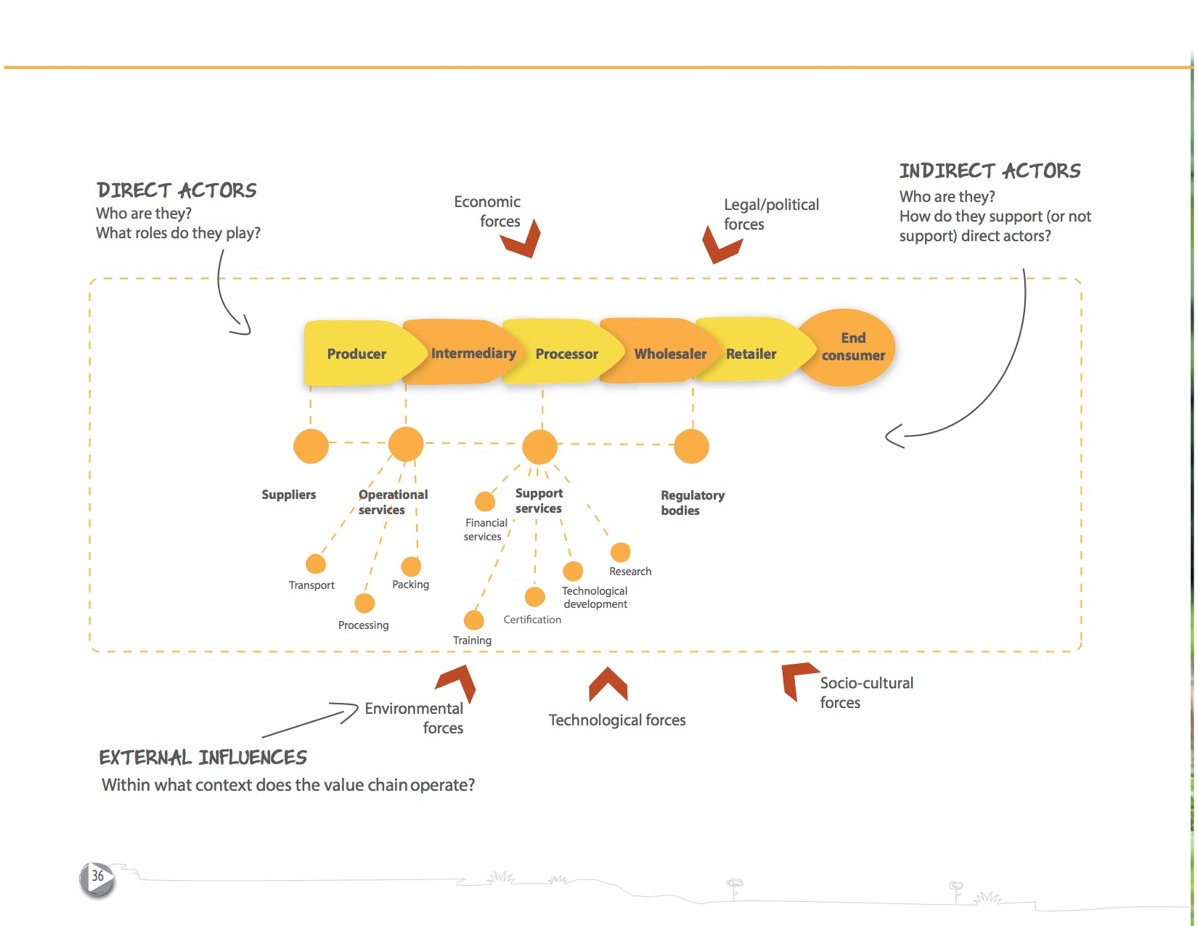 DIRECT ACTORS
Who are they?
What roles do they play?
Economic
forces
Legal/political
forces
INDIRECT ACTORS
Who are they?
How do they support (or not
support) direct actors?
Producer
Intermediary
Processor
Wholesaler
Retailer
End
consumer
Suppliers
Operational
services
Support
services
Regulatory
bodies
Financial
services
Transport
Processing
Packing
Training
Certification
Technological
development
Research
Environmental
forces
Technological forces
Socio-cultural
forces
EXTERNAL INFLUENCES
Within what context does the value chain operate?
36